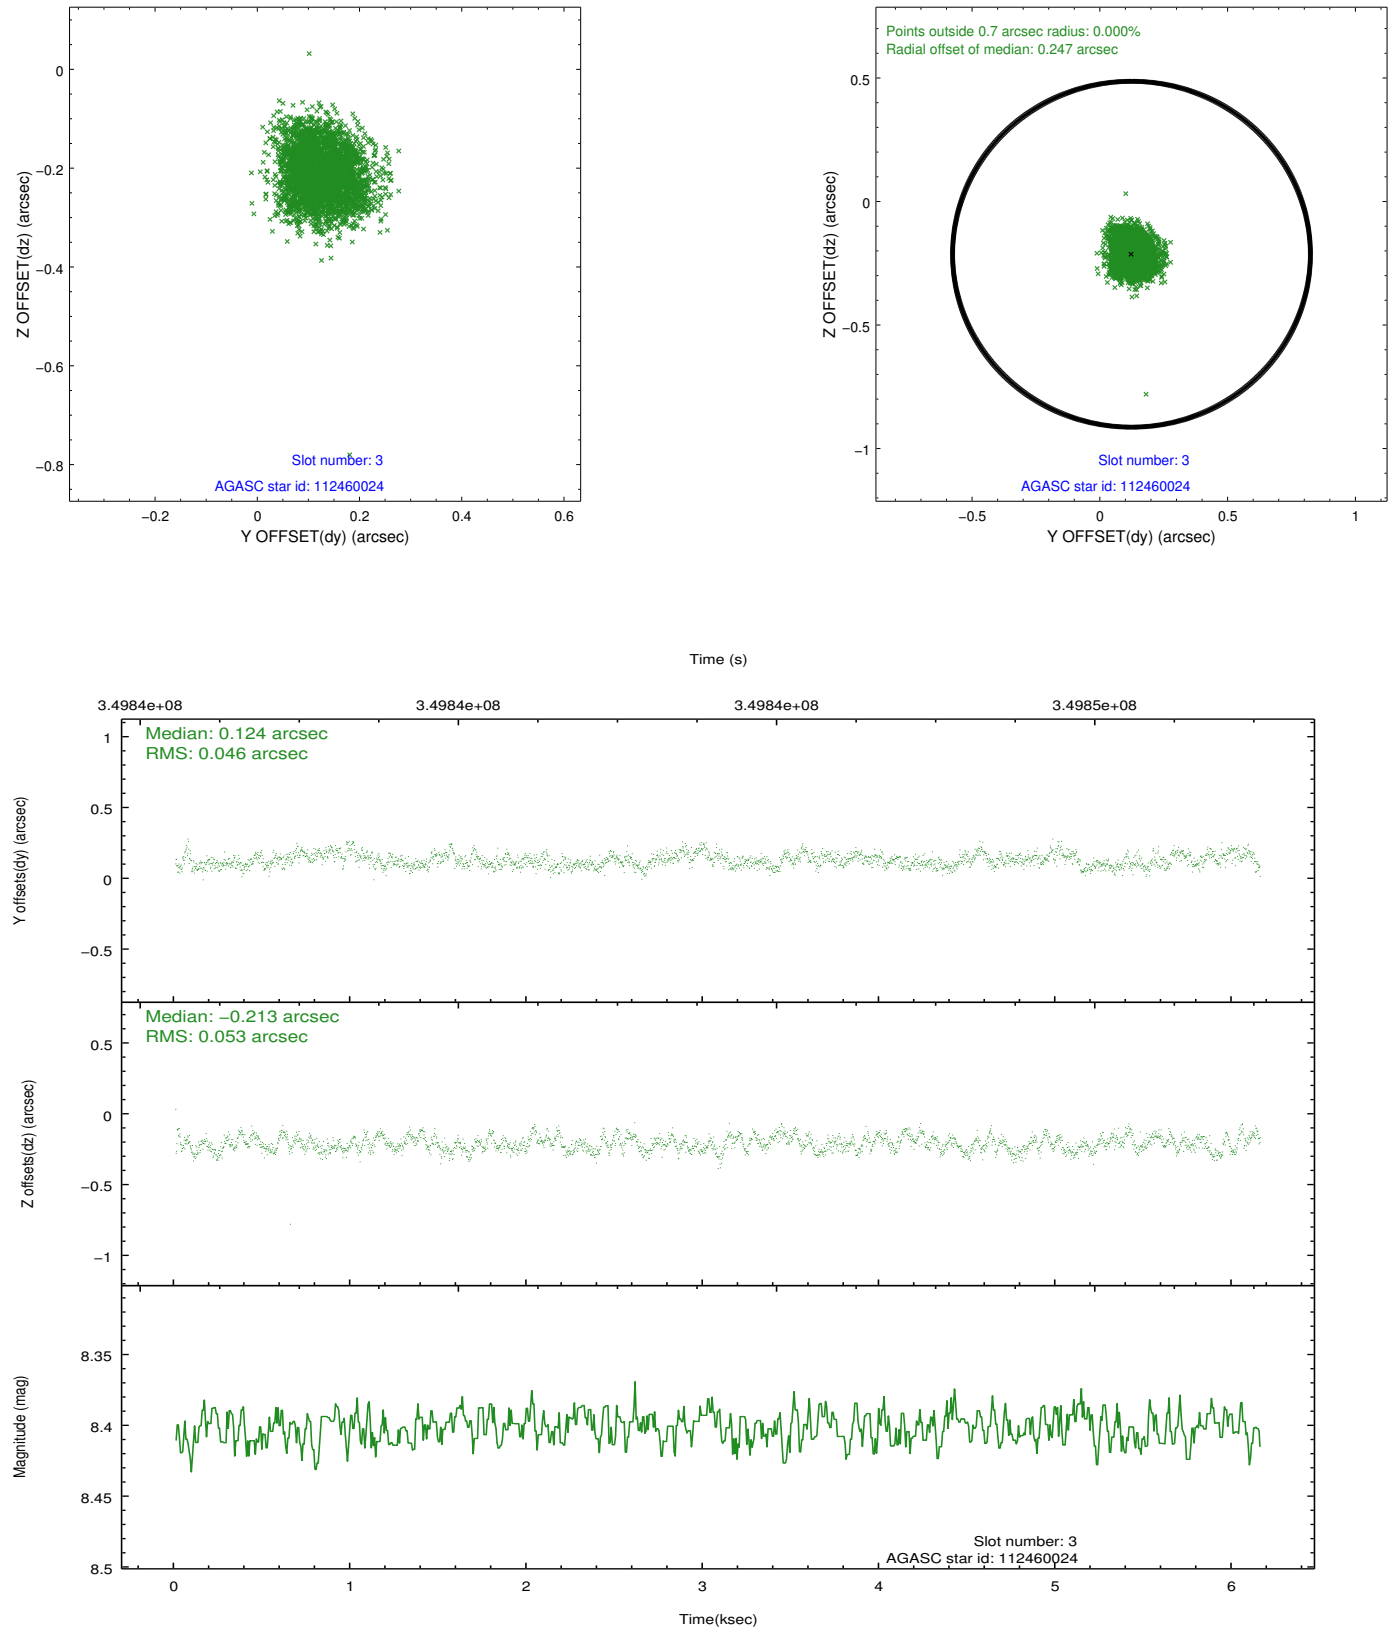 0
−0.2
−0.4
−0.6
−0.8
Z OFFSET(dz) (arcsec)
Slot number: 3
AGASC star id: 112460024
−0.2
0
0.2
0.4
0.6
Y OFFSET(dy) (arcsec)
Points outside 0.7 arcsec radius: 0.000%
Radial offset of median: 0.247 arcsec
0.5
0
−0.5
−1
Z OFFSET(dz) (arcsec)
Slot number: 3
AGASC star id: 112460024
−0.5
0
0.5
1
Y OFFSET(dy) (arcsec)
Time (s)
3.4984e+08
3.4984e+08
3.4984e+08
3.4985e+08
Median: 0.124 arcsec
RMS: 0.046 arcsec
1
0.5
0
−0.5
Y offsets(dy) (arcsec)
Median: −0.213 arcsec
RMS: 0.053 arcsec
0.5
0
−0.5
−1
Z offsets(dz) (arcsec)
8.35
8.4
8.45
8.5
Magnitude (mag)
Slot number: 3
AGASC star id: 112460024
0
1
2
3
4
5
6
Time(ksec)